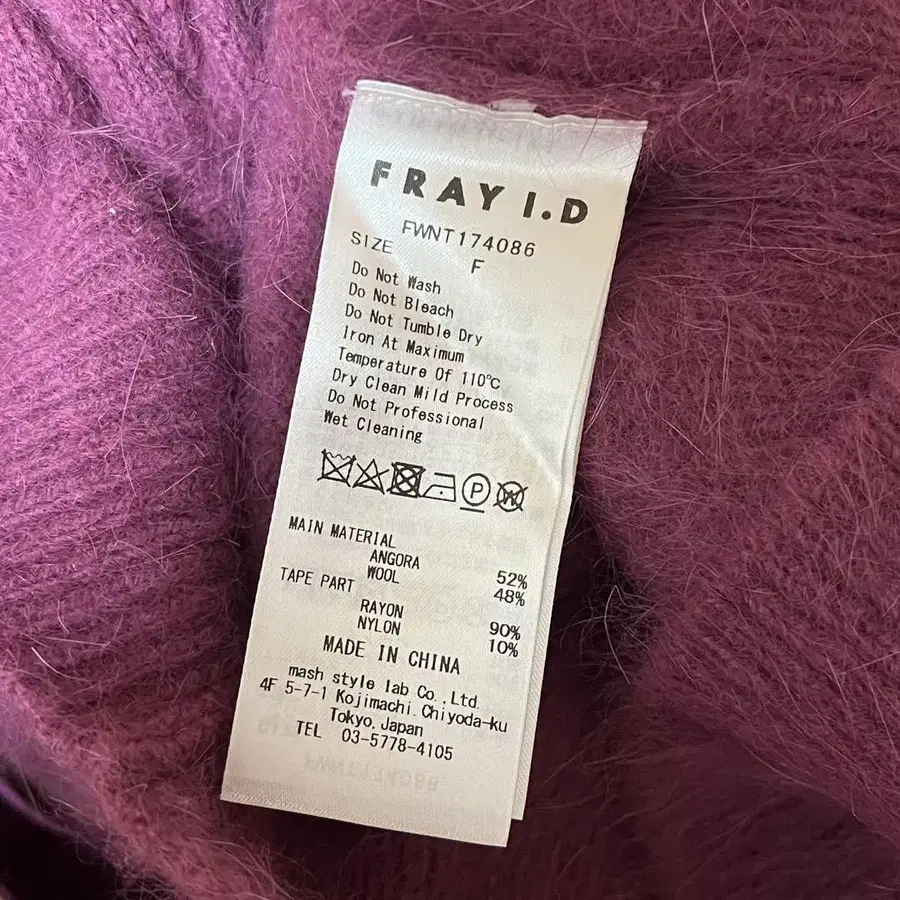 FRAY I.D
FWNT174086
SIZE F
Do Not Wash
Do Not Bleach
Do Not Tumble Dry
Iron At Maximum
Temperature Of 110℃
Dry Clean Mild Process
Do Not Professional
Wet Cleaning
P W
MAIN MATERIAL
ANGORA 52%
WOOL 48%
TAPE PART
RAYON 90%
NYLON 10%
MADE IN CHINA
mash style lab Co.,Ltd.
4F 5-7-1 Kojimachi.Chiyoda-ku
Tokyo.Japan
TEL 03-5778-4105